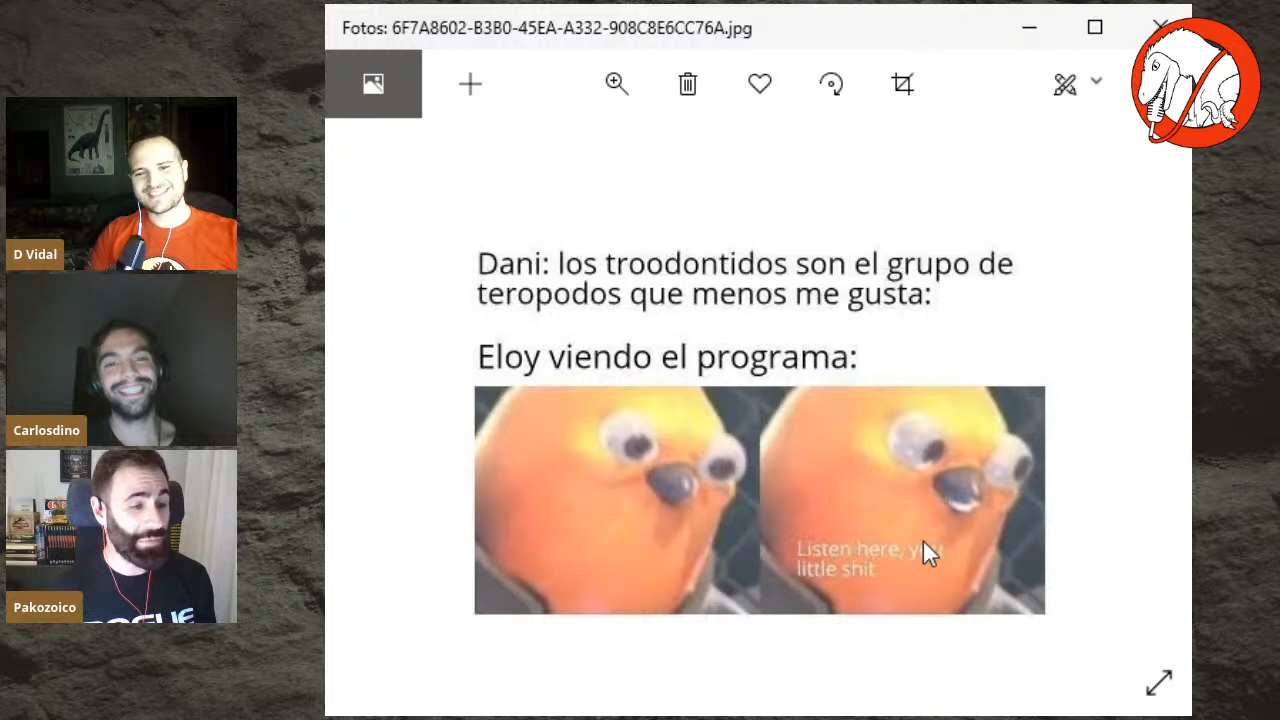 Fotos: 6F7A8602-B3B0-45EA-A332-908C8E6CC76A.jpg
D Vidal
Carlosdino
Pakozoico
Dani: los troodontidos son el grupo de
teropodos que menos me gusta:
Eloy viendo el programa:
Listen here,
little shit